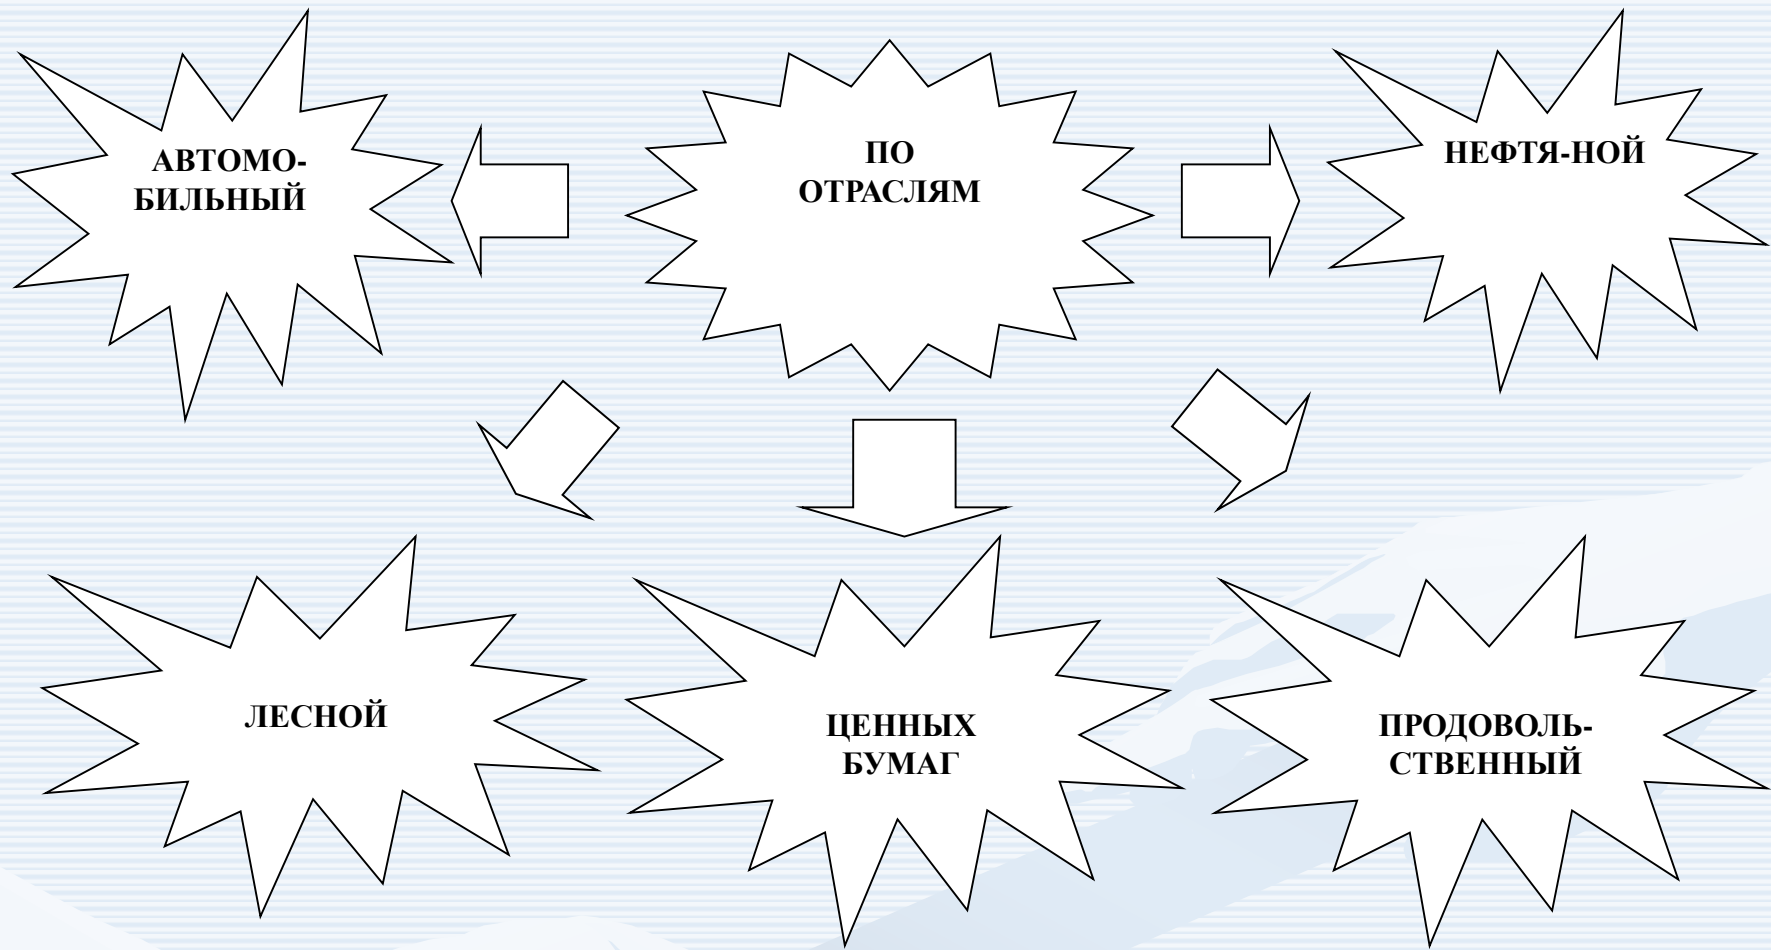 АВТОМО-
БИЛЬНЫЙ
ПО
ОТРАСЛЯМ
НЕФТЯ-НОЙ
ЛЕСНОЙ
ЦЕННЫХ
БУМАГ
ПРОДОВОЛЬ-
СТВЕННЫЙ